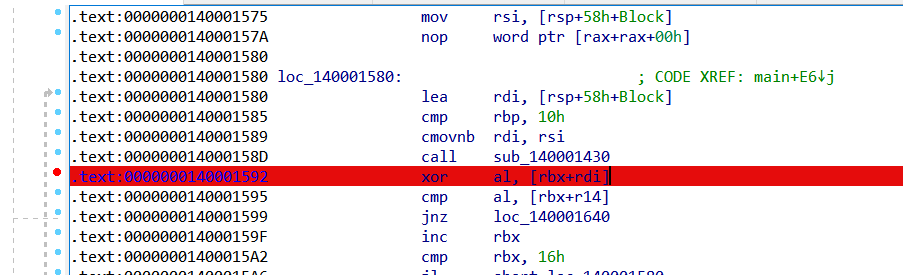 .text:0000000140001575 mov rsi, [rsp+58h+Block]
.text:000000014000157A nop word ptr [rax+rax+00h]
.text:0000000140001580
.text:0000000140001580 loc_140001580: ; CODE XREF: main+E6↓j
.text:0000000140001580 lea rdi, [rsp+58h+Block]
.text:0000000140001585 cmp rbp, 10h
.text:0000000140001589 cmovnb rdi, rsi
.text:000000014000158D call sub_140001430
.text:0000000140001592 xor al, [rbx+rdi]
.text:0000000140001595 cmp al, [rbx+r14]
.text:0000000140001599 jnz loc_140001640
.text:000000014000159F inc rbx
.text:00000001400015A2 cmp rbx, 16h